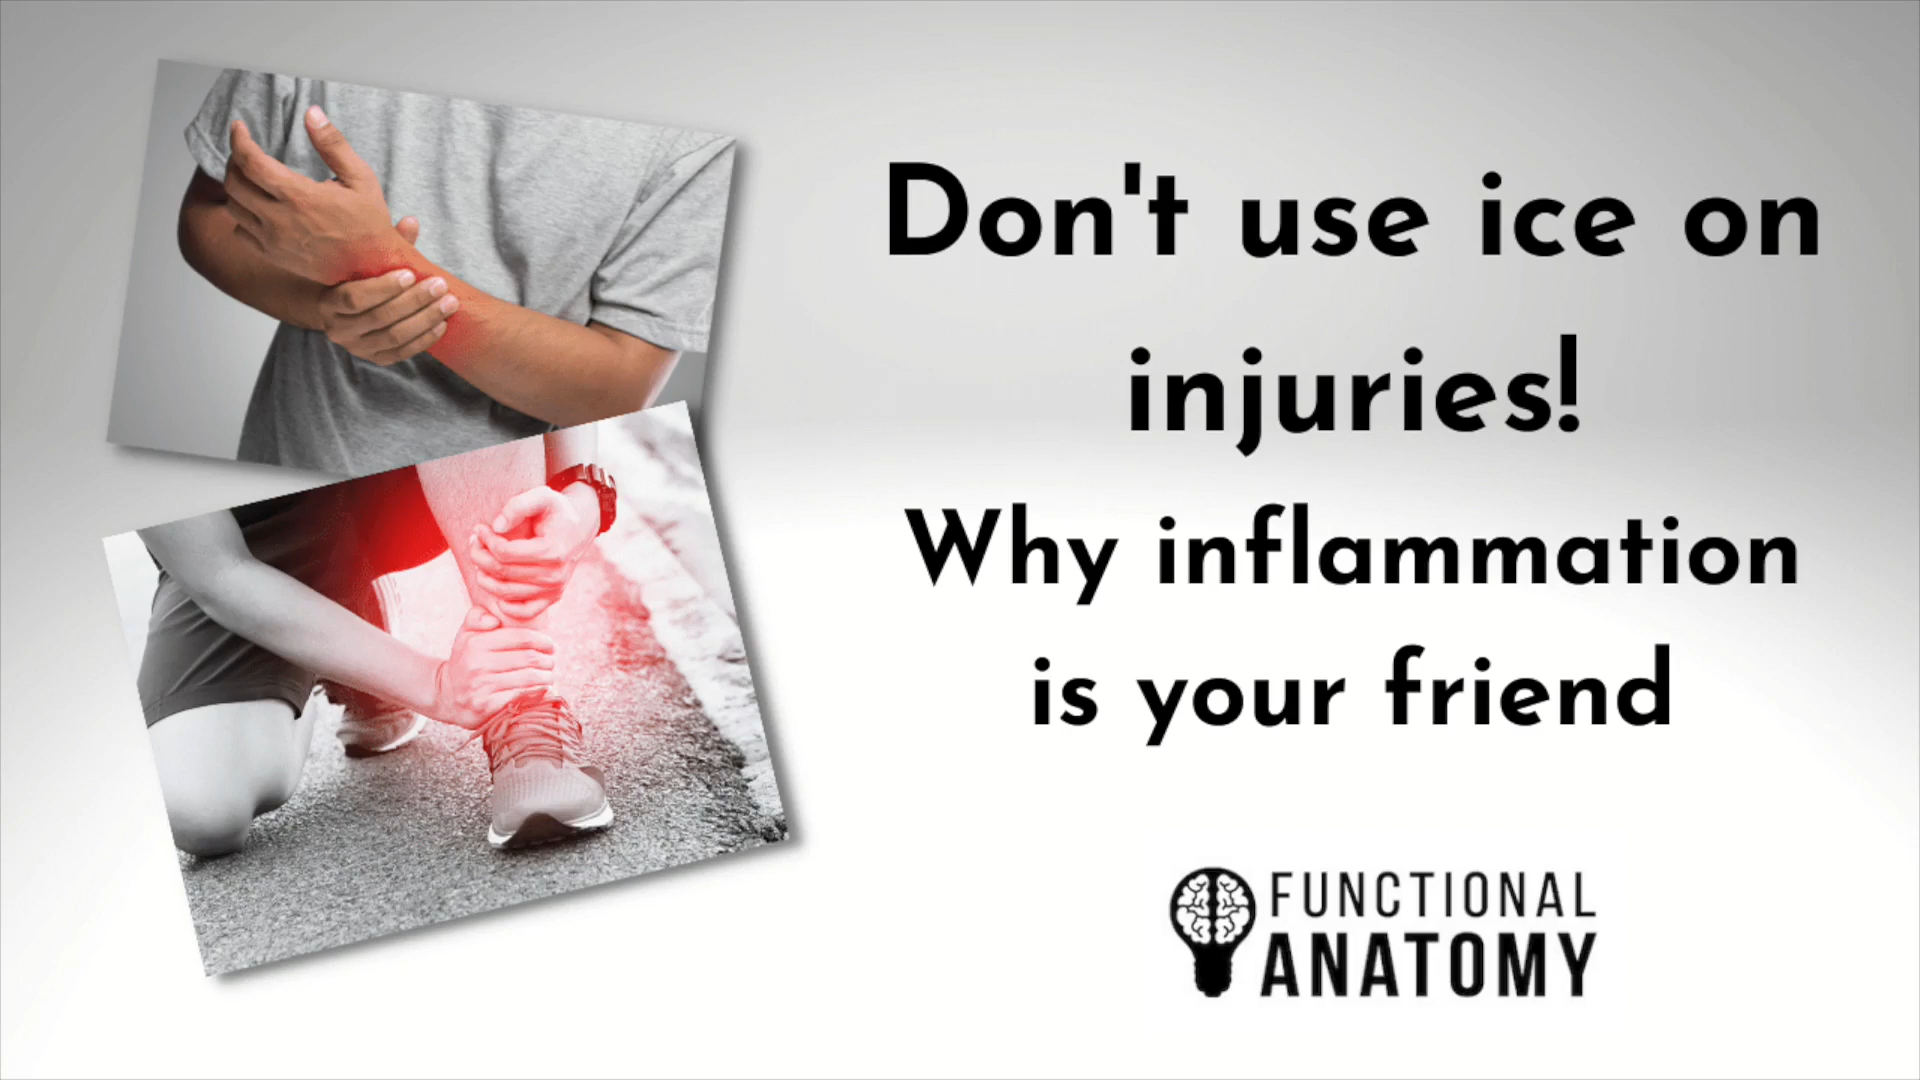 Don't use ice on
injuries!
Why inflammation
is your friend
FUNCTIONAL
ANATOMY